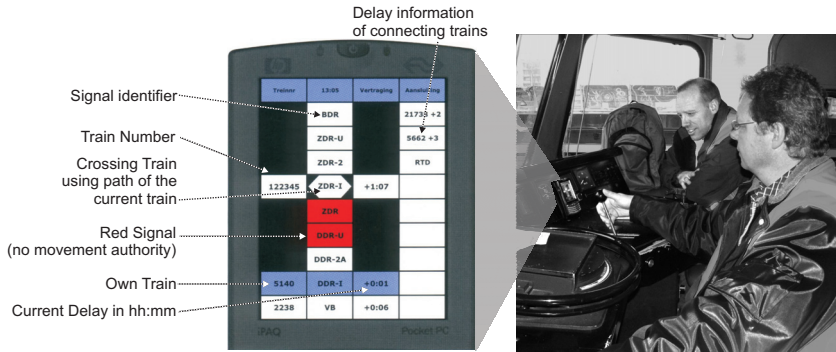 Delay information
of connecting trains
Signal identifier
Train Number
Crossing Train
using path of the
current train
Red Signal
(no movement authority)
Own Train
Current Delay in hh:mm
Treinnr 13:05 Vertraging Aansluiting
BDR 21733 +2
ZDR-U 5662 +3
ZDR-2 RTD
122345 ZDR-I +1:07
ZDR
DDR-U
DDR-2A
5140 DDR-I +0:01
2238 VB +0:06
iPAQ Pocket PC